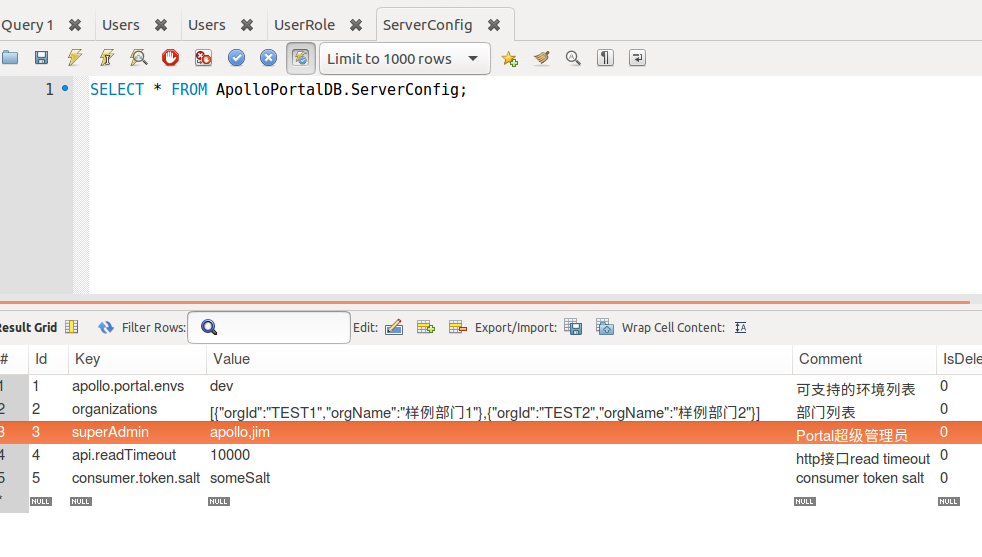 Query 1 Users Users UserRole ServerConfig
Limit to 1000 rows
1 SELECT * FROM ApolloPortalDB.ServerConfig;
Result Grid Filter Rows: Edit: Export/Import: Wrap Cell Content:
# Id Key Value Comment IsDele
1 1 apollo.portal.envs dev 可支持的环境列表 0
2 2 organizations [{"orgId":"TEST1","orgName":"样例部门1"},{"orgId":"TEST2","orgName":"样例部门2"}] 部门列表 0
3 3 superAdmin apollo,jim Portal超级管理员 0
4 4 api.readTimeout 10000 http接口read timeout 0
5 5 consumer.token.salt someSalt consumer token salt 0
* NULL NULL NULL NULL NULL